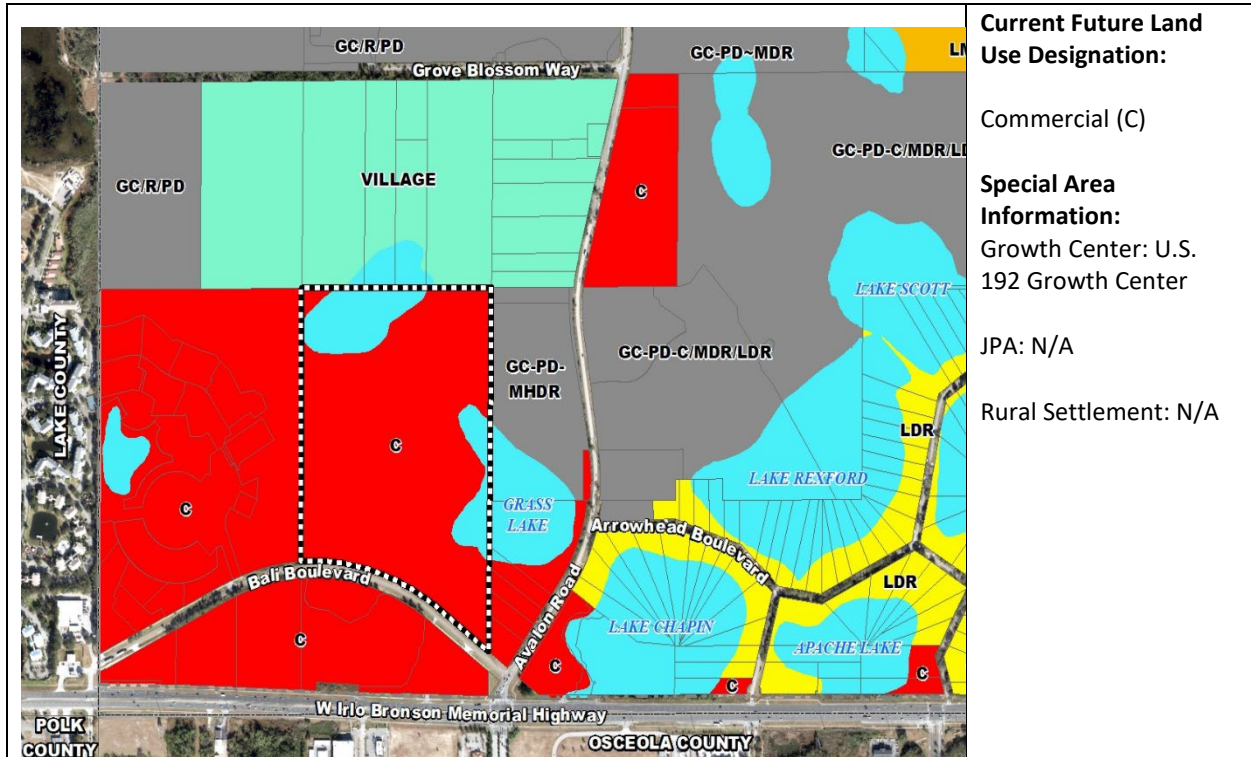 GC/R/PD
GC-PD~MDR
LM
Grove Blossom Way
GC-PD-C/MDR/LD
GC/R/PD
VILLAGE
C
LAKE SCOTT
LAKE COUNTY
GC-PD-
MHDR
GC-PD-C/MDR/LDR
LDR
C
LAKE REXFORD
GRASS
LAKE
C
Arrowhead Boulevard
Bali Boulevard
LDR
Avalon Road
LAKE CHAPIN
APACHE LAKE
C
C
C
C
W Irlo Bronson Memorial Highway
POLK
COUNTY
OSCEOLA COUNTY
Current Future Land
Use Designation:
Commercial (C)
Special Area
Information:
Growth Center: U.S.
192 Growth Center
JPA: N/A
Rural Settlement: N/A